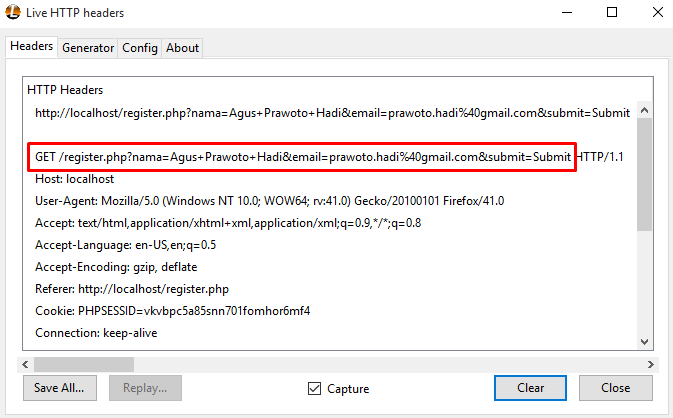 Live HTTP headers
Headers Generator Config About
HTTP Headers
http://localhost/register.php?nama=Agus+Prawoto+Hadi&email=prawoto.hadi%40gmail.com&submit=Submit
GET /register.php?nama=Agus+Prawoto+Hadi&email=prawoto.hadi%40gmail.com&submit=Submit HTTP/1.1
Host: localhost
User-Agent: Mozilla/5.0 (Windows NT 10.0; WOW64; rv:41.0) Gecko/20100101 Firefox/41.0
Accept: text/html,application/xhtml+xml,application/xml;q=0.9,*/*;q=0.8
Accept-Language: en-US,en;q=0.5
Accept-Encoding: gzip, deflate
Referer: http://localhost/register.php
Cookie: PHPSESSID=vkvbpc5a85snn701fomhor6mf4
Connection: keep-alive
Save All... Replay... Capture Clear Close